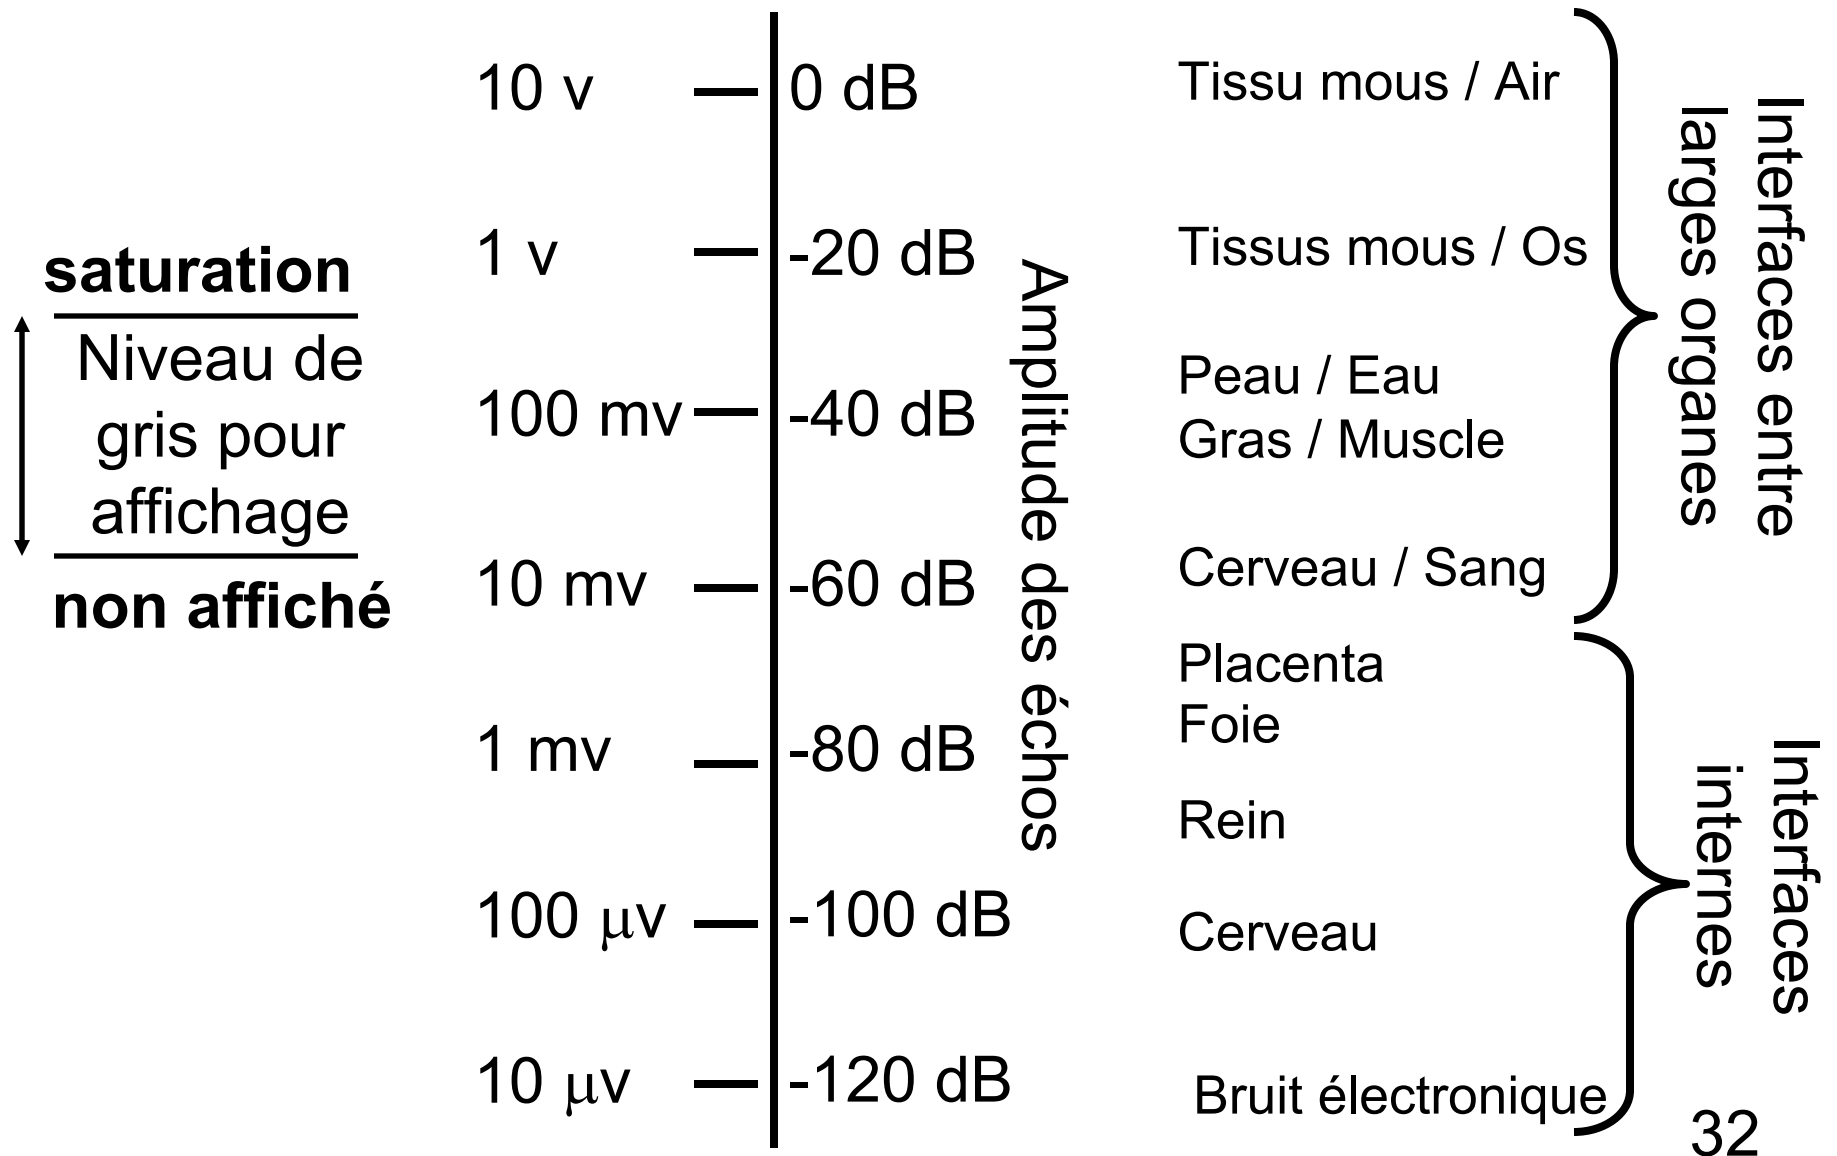 10 v
0 dB
Tissu mous / Air
1 v
-20 dB
Tissus mous / Os
saturation
Niveau de
gris pour
affichage
non affiché
100 mv
-40 dB
Peau / Eau
Gras / Muscle
10 mv
-60 dB
Cerveau / Sang
Placenta
Foie
1 mv
-80 dB
Rein
100 μv
-100 dB
Cerveau
10 μv
-120 dB
Bruit électronique
Amplitude des échos
Interfaces entre
larges organes
Interfaces
internes
32